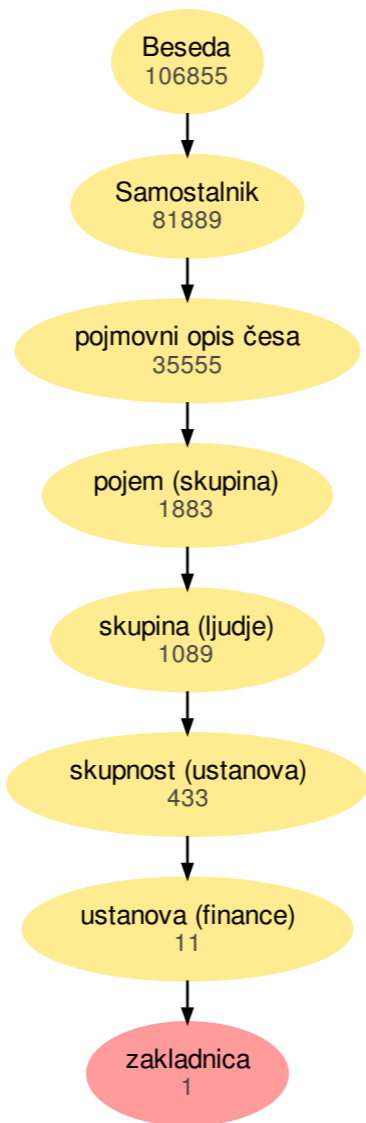 Beseda
106855
Samostalnik
81889
pojmovni opis česa
35555
pojem (skupina)
1883
skupina (ljudje)
1089
skupnost (ustanova)
433
ustanova (finance)
11
zakladnica
1